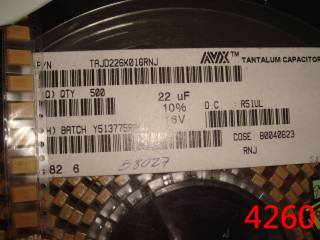 P/N : TAJD226K016RNJ AVX™ TANTALUM CAPACITOR
Q) QTY 500 22 uF
10% D.C : R51UL
H) BATCH 16V
COSE: B0040623
RNJ
82 6 58027
4260